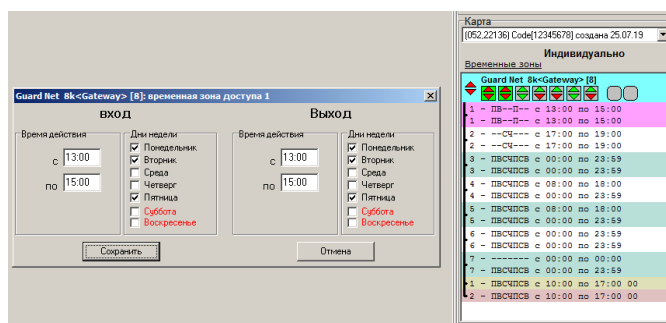 Карта
(052,22136) Code[12345678] создана 25.07.19
Индивидуально
Временные зоны
Guard Net 8k<Gateway> [8]
1 - ПВ--П-- с 13:00 по 15:00
1 - ПВ--П-- с 13:00 по 15:00
2 - --СЧ--- с 17:00 по 19:00
2 - --СЧ--- с 17:00 по 19:00
3 - ПВСЧПСВ с 00:00 по 23:59
3 - ПВСЧПСВ с 00:00 по 23:59
4 - ПВСЧПСВ с 08:00 по 18:00
4 - ПВСЧПСВ с 00:00 по 23:59
5 - ПВСЧПСВ с 08:00 по 18:00
5 - ПВСЧПСВ с 00:00 по 23:59
6 - ПВСЧПСВ с 00:00 по 23:59
6 - ПВСЧПСВ с 00:00 по 23:59
7 - ------- с 00:00 по 00:00
7 - ПВСЧПСВ с 00:00 по 23:59
1 - ПВСЧПСВ с 10:00 по 17:00 00
2 - ПВСЧПСВ с 10:00 по 17:00 00
Guard Net 8k<Gateway> [8]: временная зона доступа 1
вход
Время действия
с 13:00
по 15:00
Дни недели
Понедельник
Вторник
Среда
Четверг
Пятница
Суббота
Воскресенье
Выход
Время действия
с 13:00
по 15:00
Дни недели
Понедельник
Вторник
Среда
Четверг
Пятница
Суббота
Воскресенье
Сохранить
Отмена